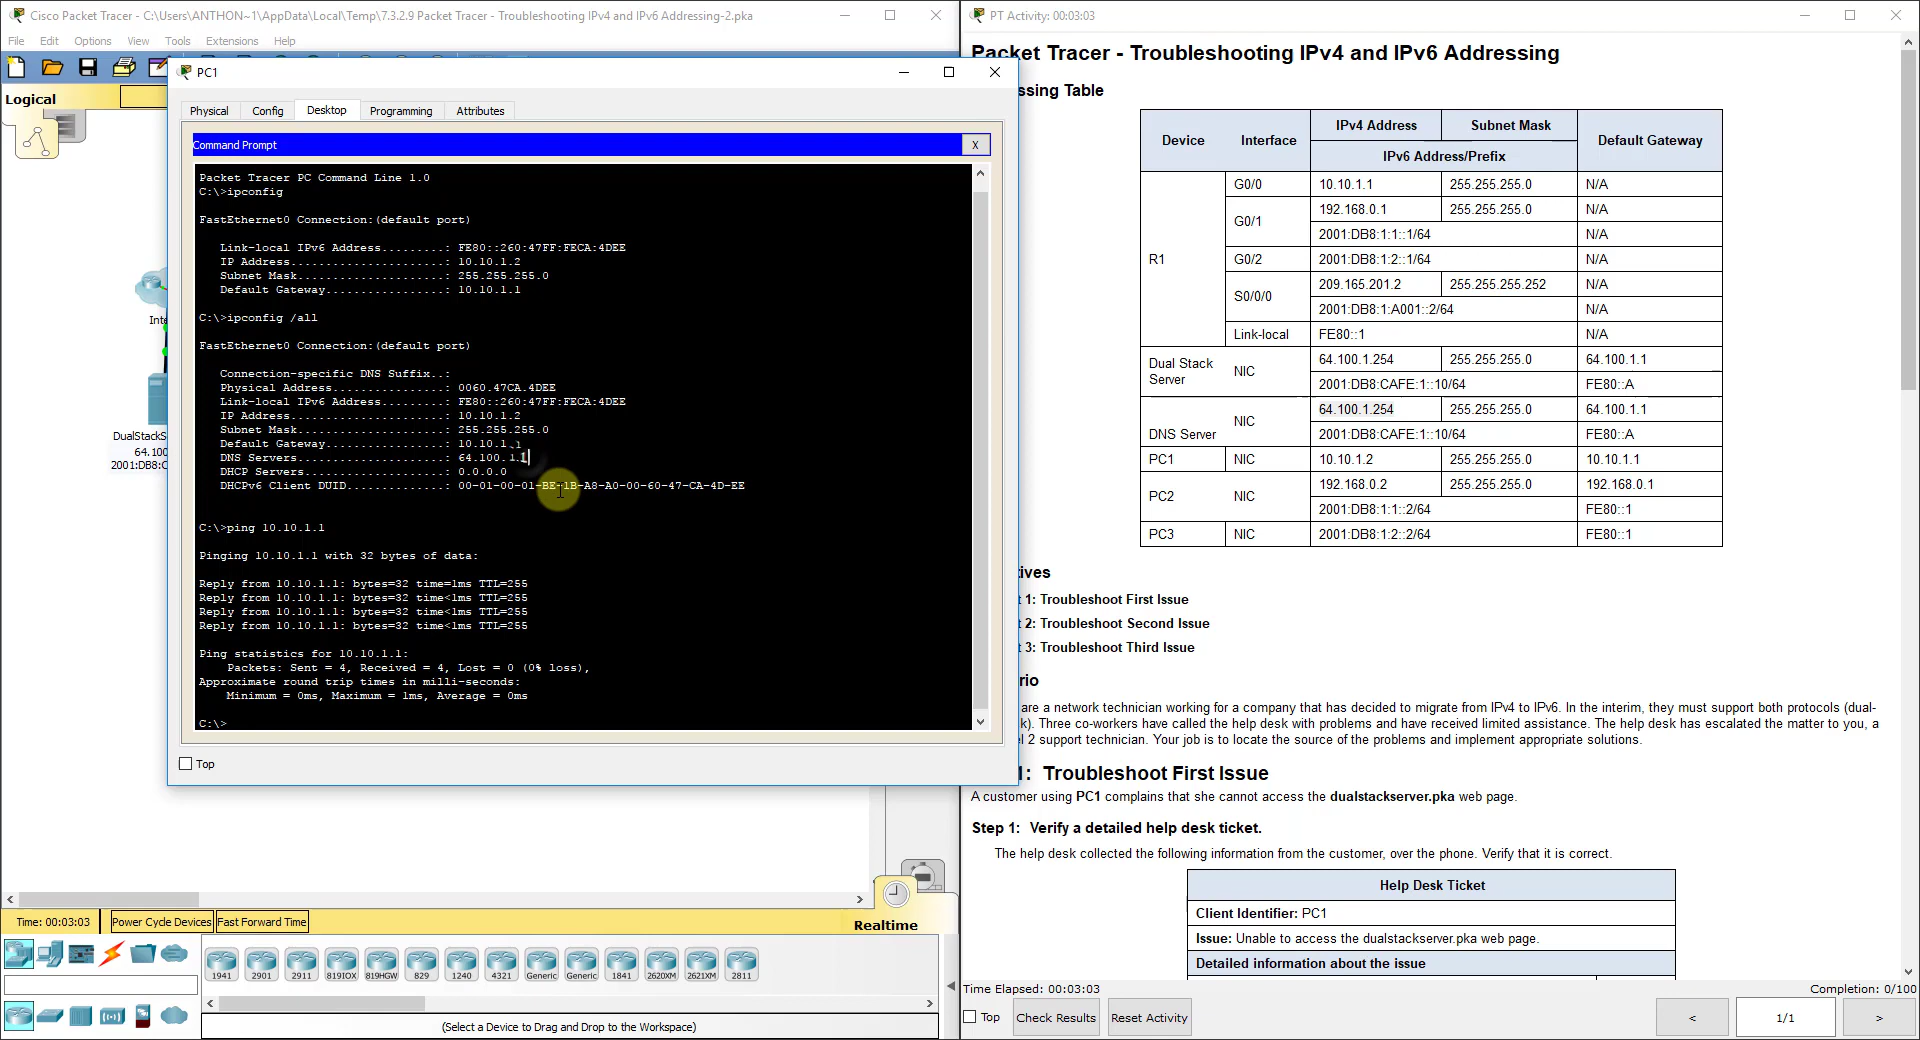 Cisco Packet Tracer - C:\Users\ANTHON~1\AppData\Local\Temp\7.3.2.9 Packet Tracer - Troubleshooting IPv4 and IPv6 Addressing-2.pka
File Edit Options View Tools Extensions Help
Logical
PC1
Physical Config Desktop Programming Attributes
Command Prompt X
Packet Tracer PC Command Line 1.0
C:\>ipconfig
FastEthernet0 Connection:(default port)
Link-local IPv6 Address.........: FE80::260:47FF:FECA:4DEE
IP Address......................: 10.10.1.2
Subnet Mask.....................: 255.255.255.0
Default Gateway.................: 10.10.1.1
C:\>ipconfig /all
FastEthernet0 Connection:(default port)
Connection-specific DNS Suffix..:
Physical Address................: 0060.47CA.4DEE
Link-local IPv6 Address.........: FE80::260:47FF:FECA:4DEE
IP Address......................: 10.10.1.2
Subnet Mask.....................: 255.255.255.0
Default Gateway.................: 10.10.1.1
DNS Servers.....................: 64.100.1.1
DHCP Servers....................: 0.0.0.0
DHCPv6 Client DUID..............: 00-01-00-01-BE-1B-A8-A0-00-60-47-CA-4D-EE
C:\>ping 10.10.1.1
Pinging 10.10.1.1 with 32 bytes of data:
Reply from 10.10.1.1: bytes=32 time=1ms TTL=255
Reply from 10.10.1.1: bytes=32 time<1ms TTL=255
Reply from 10.10.1.1: bytes=32 time<1ms TTL=255
Reply from 10.10.1.1: bytes=32 time<1ms TTL=255
Ping statistics for 10.10.1.1:
Packets: Sent = 4, Received = 4, Lost = 0 (0% loss),
Approximate round trip times in milli-seconds:
Minimum = 0ms, Maximum = 1ms, Average = 0ms
C:\>
Top
Inte
DualStackS
64.100
2001:DB8:C
Time: 00:03:03 Power Cycle Devices Fast Forward Time
Realtime
1941 2901 2911 819IOX 819HGW 829 1240 4321 Generic Generic 1841 2620XM 2621XM 2811
(Select a Device to Drag and Drop to the Workspace)
PT Activity: 00:03:03
Packet Tracer - Troubleshooting IPv4 and IPv6 Addressing
ssing Table
Device Interface IPv4 Address Subnet Mask Default Gateway
IPv6 Address/Prefix
R1
G0/0 10.10.1.1 255.255.255.0 N/A
G0/1 192.168.0.1 255.255.255.0 N/A
2001:DB8:1:1::1/64 N/A
G0/2 2001:DB8:1:2::1/64 N/A
S0/0/0 209.165.201.2 255.255.255.252 N/A
2001:DB8:1:A001::2/64 N/A
Link-local FE80::1 N/A
Dual Stack Server NIC 64.100.1.254 255.255.255.0 64.100.1.1
2001:DB8:CAFE:1::10/64 FE80::A
DNS Server NIC 64.100.1.254 255.255.255.0 64.100.1.1
2001:DB8:CAFE:1::10/64 FE80::A
PC1 NIC 10.10.1.2 255.255.255.0 10.10.1.1
PC2 NIC 192.168.0.2 255.255.255.0 192.168.0.1
2001:DB8:1:1::2/64 FE80::1
PC3 NIC 2001:DB8:1:2::2/64 FE80::1
tives
t 1: Troubleshoot First Issue
t 2: Troubleshoot Second Issue
t 3: Troubleshoot Third Issue
rio
are a network technician working for a company that has decided to migrate from IPv4 to IPv6. In the interim, they must support both protocols (dual-
k). Three co-workers have called the help desk with problems and have received limited assistance. The help desk has escalated the matter to you, a
el 2 support technician. Your job is to locate the source of the problems and implement appropriate solutions.
1: Troubleshoot First Issue
A customer using PC1 complains that she cannot access the dualstackserver.pka web page.
Step 1: Verify a detailed help desk ticket.
The help desk collected the following information from the customer, over the phone. Verify that it is correct.
Help Desk Ticket
Client Identifier: PC1
Issue: Unable to access the dualstackserver.pka web page.
Detailed information about the issue
Time Elapsed: 00:03:03 Completion: 0/100
Top Check Results Reset Activity < 1/1 >